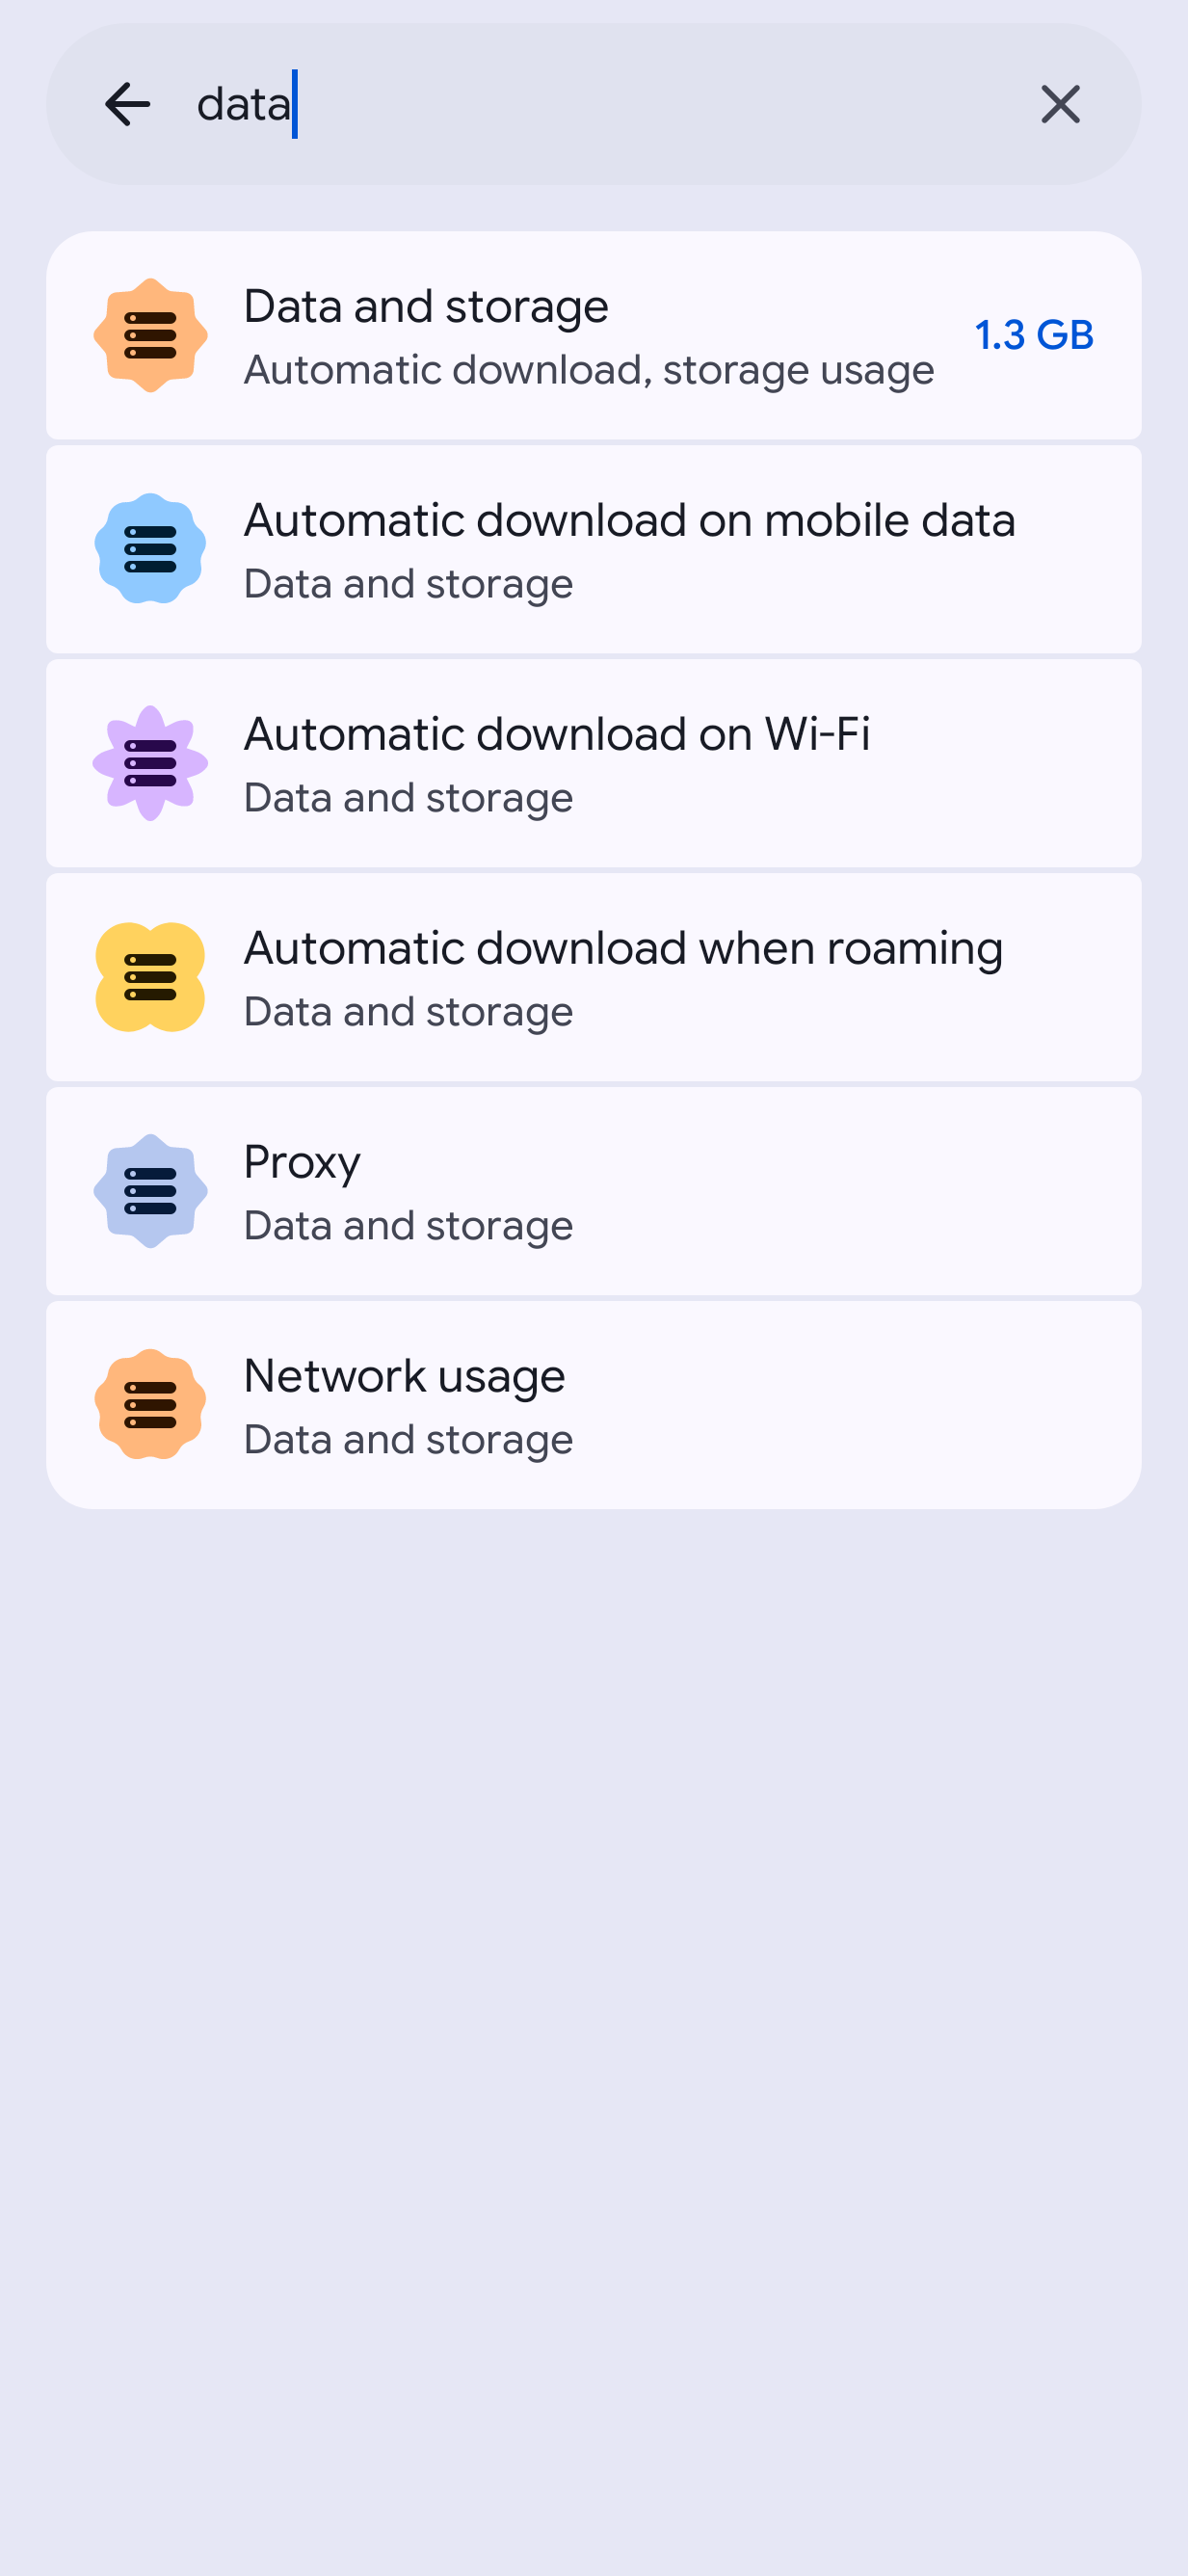 data
Data and storage
Automatic download, storage usage
1.3 GB
Automatic download on mobile data
Data and storage
Automatic download on Wi-Fi
Data and storage
Automatic download when roaming
Data and storage
Proxy
Data and storage
Network usage
Data and storage